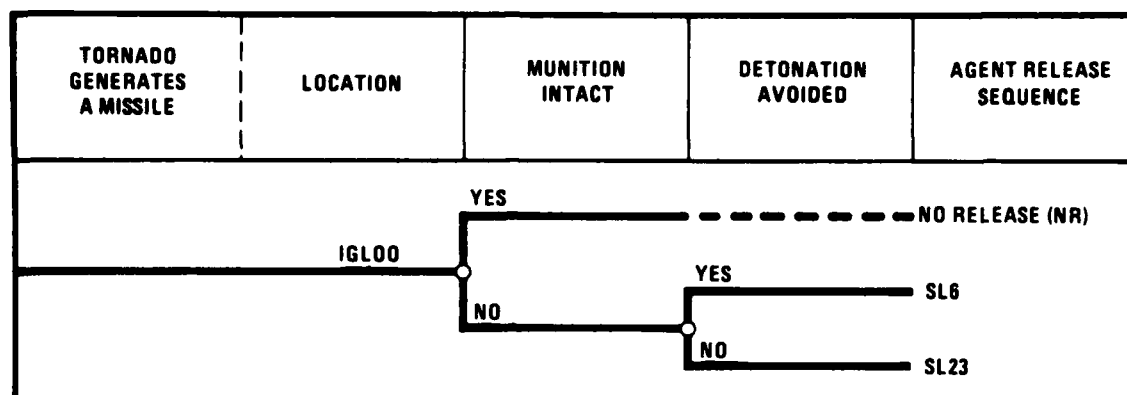 TORNADO
GENERATES
A MISSILE
LOCATION
MUNITION
INTACT
DETONATION
AVOIDED
AGENT RELEASE
SEQUENCE
YES
NO RELEASE (NR)
IGLOO
YES
SL6
NO
NO
SL23